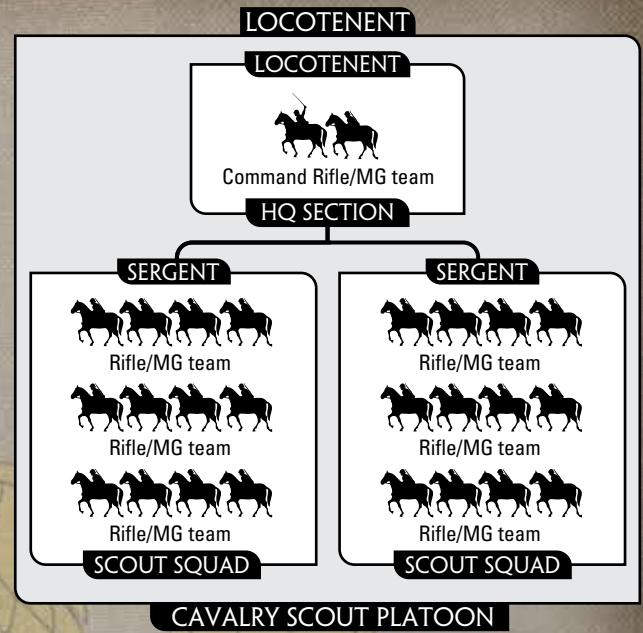 LOCOTENENT
LOCOTENENT
Command Rifle/MG team
HQ SECTION
SERGENT
Rifle/MG team
Rifle/MG team
Rifle/MG team
SCOUT SQUAD
SERGENT
Rifle/MG team
Rifle/MG team
Rifle/MG team
SCOUT SQUAD
CAVALRY SCOUT PLATOON